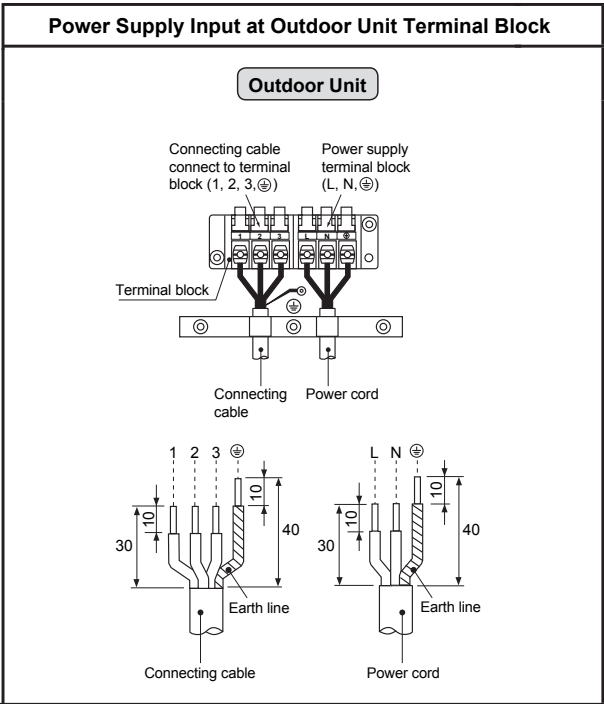 Power Supply Input at Outdoor Unit Terminal Block
Outdoor Unit
Connecting cable
connect to terminal
block (1, 2, 3,⏚)
Power supply
terminal block
(L, N,⏚)
1 2 3 L N ⏚
Terminal block
⏚
Connecting
cable
Power cord
1 2 3 ⏚
10
10
30
40
Earth line
Connecting cable
L N ⏚
10
10
30
40
Earth line
Power cord